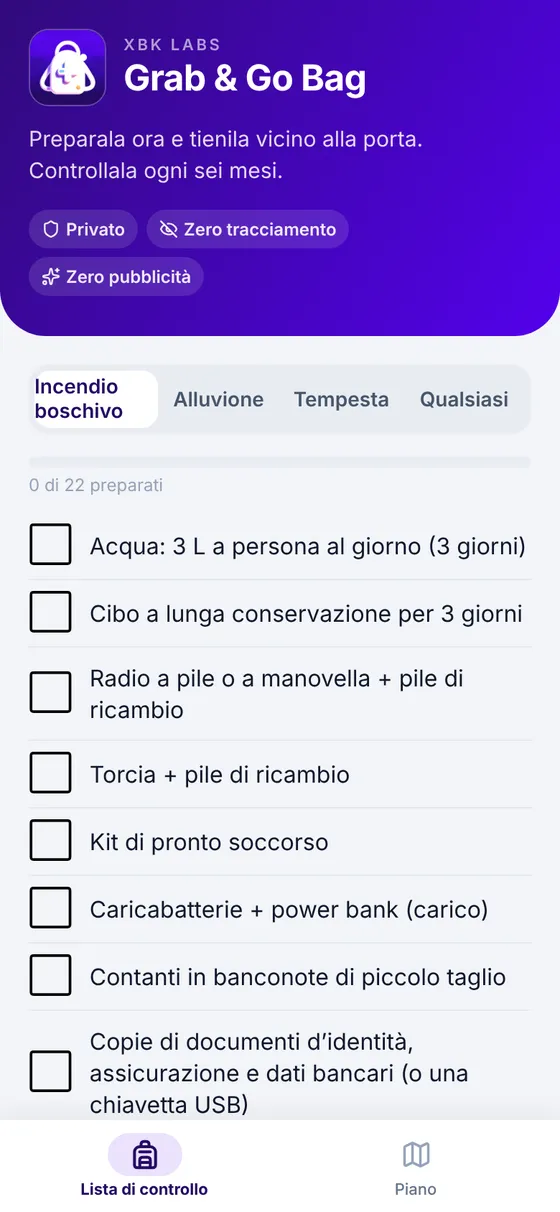 XBK LABS
Grab & Go Bag
Preparala ora e tienila vicino alla porta.
Controllala ogni sei mesi.
Privato
Zero tracciamento
Zero pubblicità
Incendio
boschivo
Alluvione
Tempesta
Qualsiasi
0 di 22 preparati
Acqua: 3 L a persona al giorno (3 giorni)
Cibo a lunga conservazione per 3 giorni
Radio a pile o a manovella + pile di
ricambio
Torcia + pile di ricambio
Kit di pronto soccorso
Caricabatterie + power bank (carico)
Contanti in banconote di piccolo taglio
Copie di documenti d’identità,
assicurazione e dati bancari (o una
chiavetta USB)
Lista di controllo
Piano